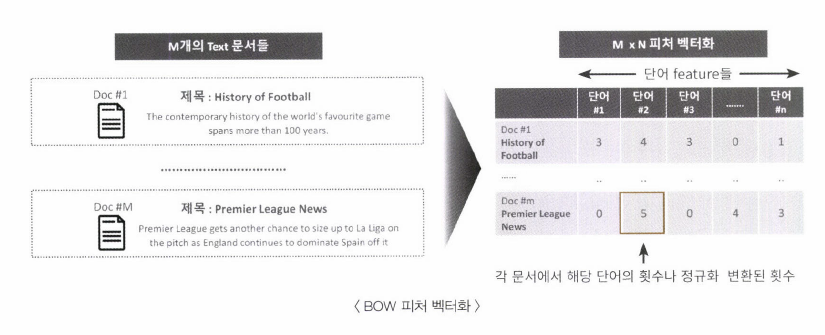 M개의 Text 문서들
Doc #1
제목 : History of Football
The contemporary history of the world's favourite game
spans more than 100 years.
Doc #M
제목 : Premier League News
Premier League gets another chance to size up to La Liga on
the pitch as England continues to dominate Spain off it
M x N 피처 벡터화
단어 feature들
단어 #1 단어 #2 단어 #3 ....... 단어 #n
Doc #1
History of
Football
3 4 3 0 1
...... .. .. .. .. ..
Doc #m
Premier League
News
0 5 0 4 3
각 문서에서 해당 단어의 횟수나 정규화 변환된 횟수
〈 BOW 피처 벡터화 〉